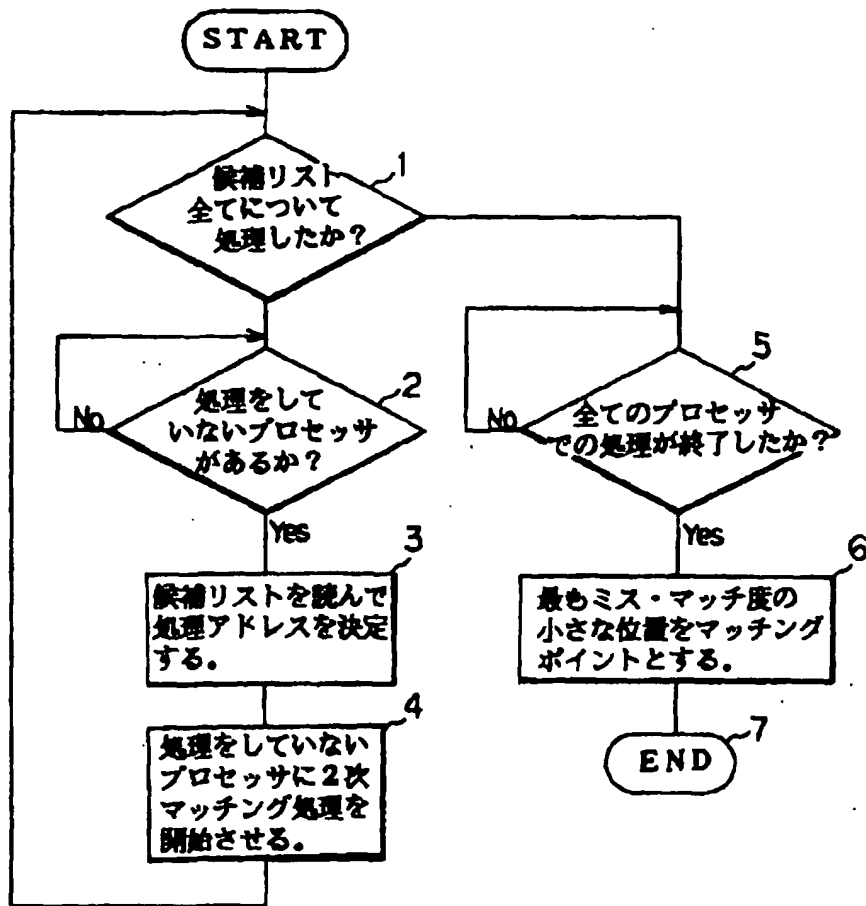 START
1
候補リスト
全てについて
処理したか？
2
処理をして
いないプロセッサ
があるか？
No
Yes
3
候補リストを読んで
処理アドレスを決定
する。
4
処理をしていない
プロセッサに２次
マッチング処理を
開始させる。
5
全てのプロセッサ
での処理が終了したか？
No
Yes
6
最もミス・マッチ度の
小さな位置をマッチング
ポイントとする。
7
END